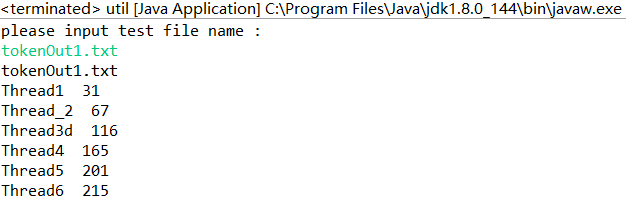 <terminated> util [Java Application] C:\Program Files\Java\jdk1.8.0_144\bin\javaw.exe
please input test file name :
tokenOut1.txt
tokenOut1.txt
Thread1  31
Thread_2  67
Thread3d  116
Thread4  165
Thread5  201
Thread6  215